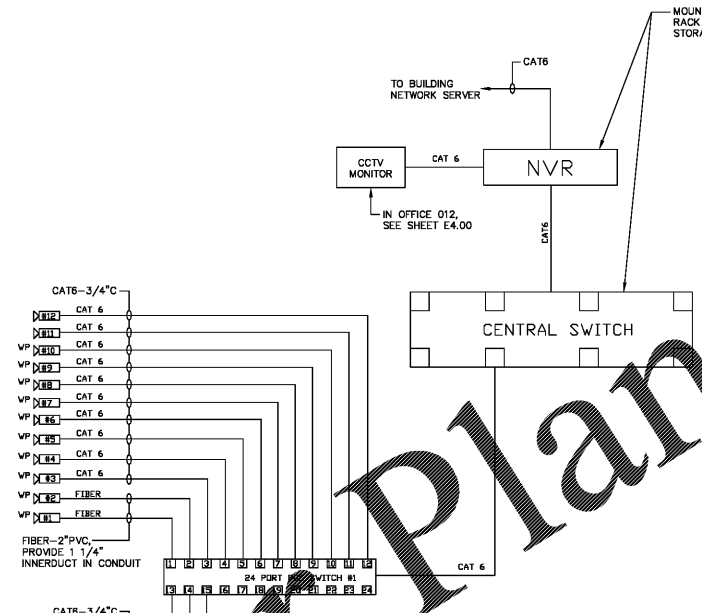 MOUN
RACK
STORA
CAT6
TO BUILDING
NETWORK SERVER
CCTV
MONITOR
CAT 6
NVR
IN OFFICE 012,
SEE SHEET E4.00
CAT6
CENTRAL SWITCH
CAT6-3/4"C
#12 CAT 6
#11 CAT 6
WP #10 CAT 6
WP #9 CAT 6
WP #8 CAT 6
WP #7 CAT 6
WP #6 CAT 6
WP #5 CAT 6
WP #4 CAT 6
WP #3 CAT 6
WP #2 FIBER
WP #1 FIBER
FIBER-2"PVC,
PROVIDE 1 1/4"
INNERDUCT IN CONDUIT
1 2 3 4 5 6 7 8 9 10 11 12
24 PORT SWITCH #1
13 14 15 16 17 18 19 20 21 22 23 24
CAT 6
CAT6-3/4"C
Plan